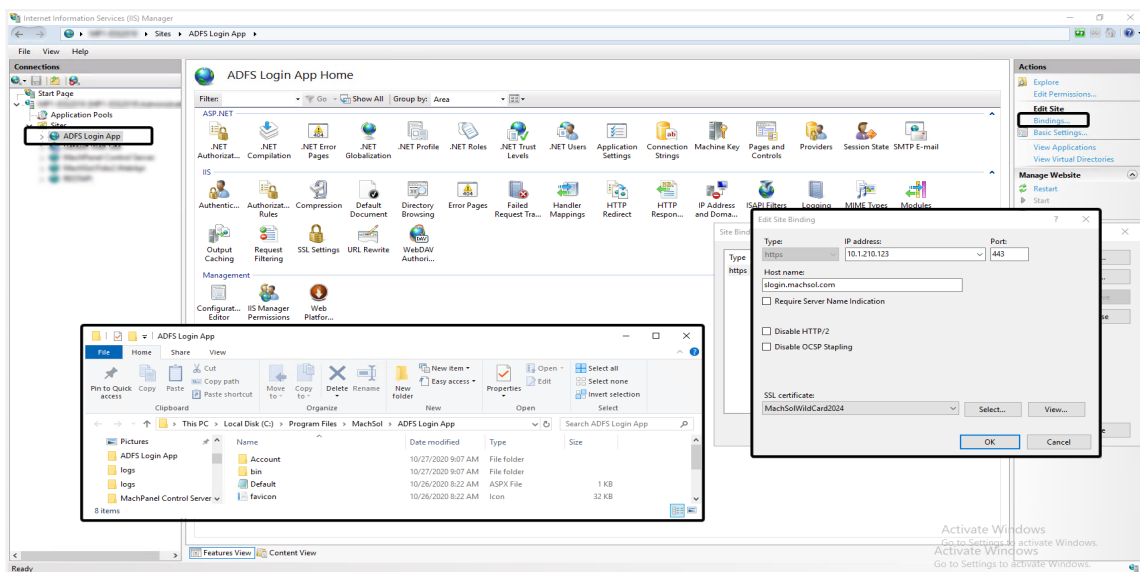 Internet Information Services (IIS) Manager
Sites
ADFS Login App
File View Help
Connections
Start Page
Application Pools
Sites
ADFS Login App
MachPanel Control Server
ADFS Login App Home
Filter: Go Show All Group by: Area
ASP.NET
.NET Authorizat...
.NET Compilation
.NET Error Pages
.NET Globalization
.NET Profile
.NET Roles
.NET Trust Levels
.NET Users
Application Settings
Connection Strings
Machine Key
Pages and Controls
Providers
Session State
SMTP E-mail
IIS
Authentic...
Authorizat... Rules
Compression
Default Document
Directory Browsing
Error Pages
Failed Request Tra...
Handler Mappings
HTTP Redirect
HTTP Respon...
IP Address and Doma...
ISAPI Filters
Logging
MIME Types
Modules
Output Caching
Request Filtering
SSL Settings
URL Rewrite
WebDAV Authori...
Management
Configurat... Editor
IIS Manager Permissions
Web Platfor...
Actions
Explore
Edit Permissions...
Edit Site
Bindings...
Basic Settings...
View Applications
View Virtual Directories
Manage Website
Restart
Start
Site Bind
Type
https
Edit Site Binding
Type: IP address: Port:
https 10.1.210.123 443
Host name:
slogin.machsol.com
Require Server Name Indication
Disable HTTP/2
Disable OCSP Stapling
SSL certificate:
MachSolWildCard2024 Select... View...
OK Cancel
ADFS Login App
File Home Share View
Pin to Quick access
Copy
Paste
Cut
Copy path
Paste shortcut
Move to
Copy to
Delete
Rename
New folder
New item
Easy access
Properties
Open
Edit
Select all
Select none
Invert selection
Clipboard Organize New Open Select
This PC Local Disk (C:) Program Files MachSol ADFS Login App
Search ADFS Login App
Pictures
ADFS Login App
logs
logs
MachPanel Control Server
Name Date modified Type Size
Account 10/27/2020 9:07 AM File folder
bin 10/27/2020 9:07 AM File folder
Default 10/26/2020 8:22 AM ASPX File 1 KB
favicon 10/26/2020 8:22 AM Icon 32 KB
8 items
Features View Content View
Activate Windows
Go to Settings to activate Windows.
Activate Windows
Go to Settings to activate Windows.
Ready